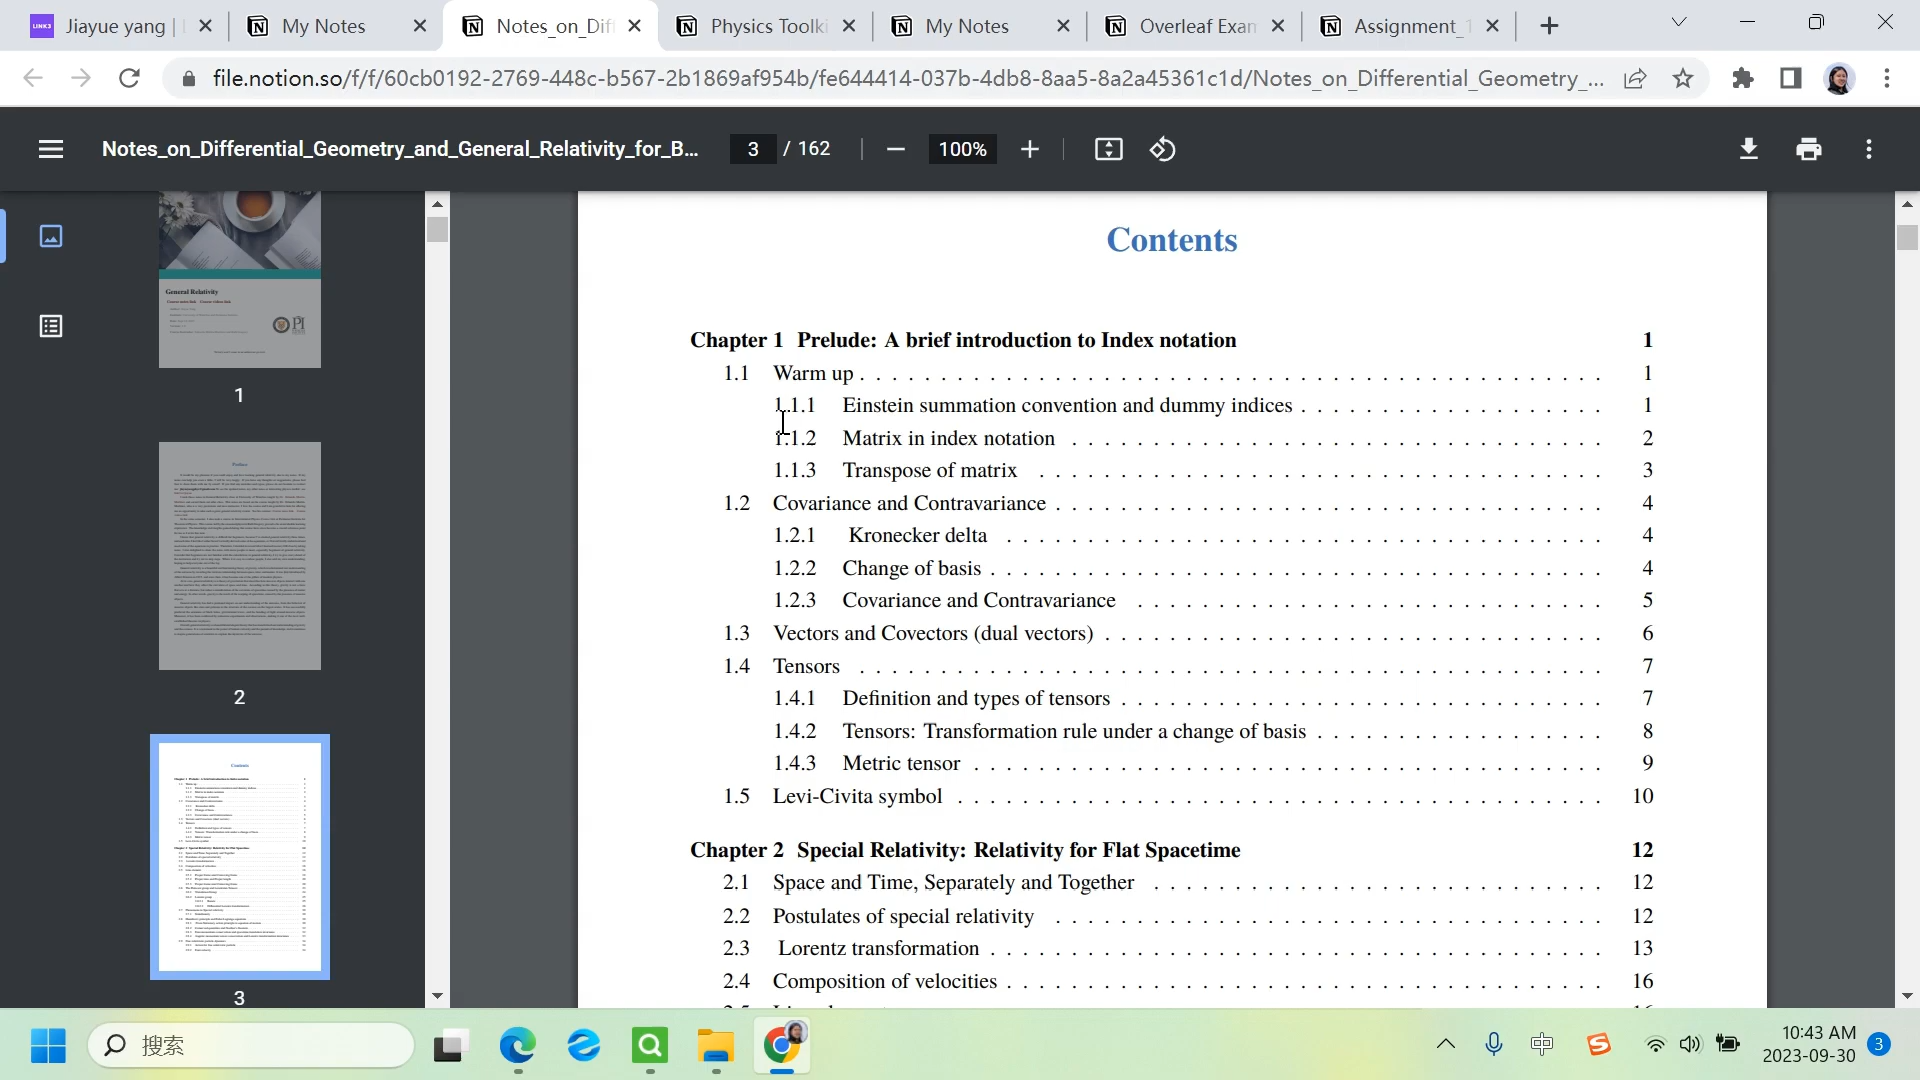 Jiayue yang |
My Notes
Notes_on_Dif
Physics Toolki
My Notes
Overleaf Exam
Assignment_1
file.notion.so/f/f/60cb0192-2769-448c-b567-2b1869af954b/fe644414-037b-4db8-8aa5-8a2a45361c1d/Notes_on_Differential_Geometry_...
Notes_on_Differential_Geometry_and_General_Relativity_for_B...
3 / 162
100%
General Relativity
1
Preface
2
Contents
3
Contents
Chapter 1 Prelude: A brief introduction to Index notation 1
1.1 Warm up 1
1.1.1 Einstein summation convention and dummy indices 1
1.1.2 Matrix in index notation 2
1.1.3 Transpose of matrix 3
1.2 Covariance and Contravariance 4
1.2.1 Kronecker delta 4
1.2.2 Change of basis 4
1.2.3 Covariance and Contravariance 5
1.3 Vectors and Covectors (dual vectors) 6
1.4 Tensors 7
1.4.1 Definition and types of tensors 7
1.4.2 Tensors: Transformation rule under a change of basis 8
1.4.3 Metric tensor 9
1.5 Levi-Civita symbol 10
Chapter 2 Special Relativity: Relativity for Flat Spacetime 12
2.1 Space and Time, Separately and Together 12
2.2 Postulates of special relativity 12
2.3 Lorentz transformation 13
2.4 Composition of velocities 16
搜索
中
10:43 AM
2023-09-30
3